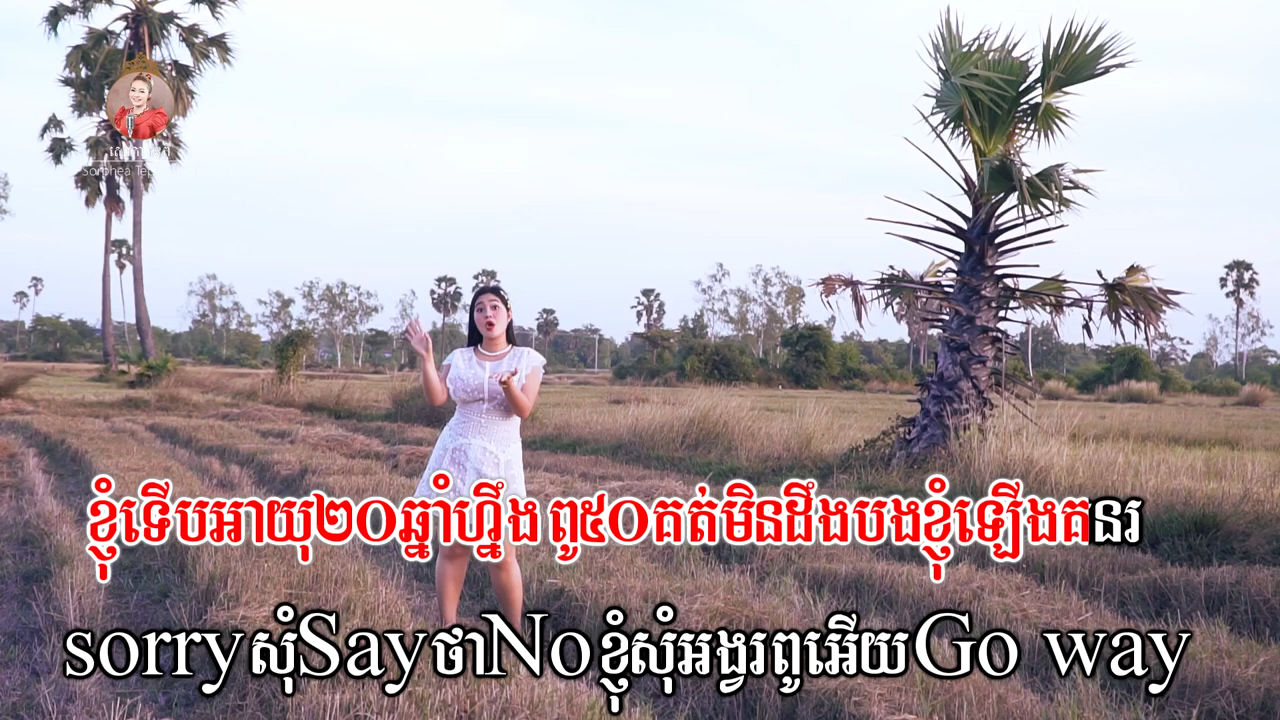 Sorphea Te
ខ្ញុំទើបអាយុ២០ឆ្នាំហ្នឹង ពូ៥០គត់មិនដឹងបងខ្ញុំឡើងគនរ
sorryសុំSayថាNoខ្ញុំសុំអង្វរពូអើយGo way